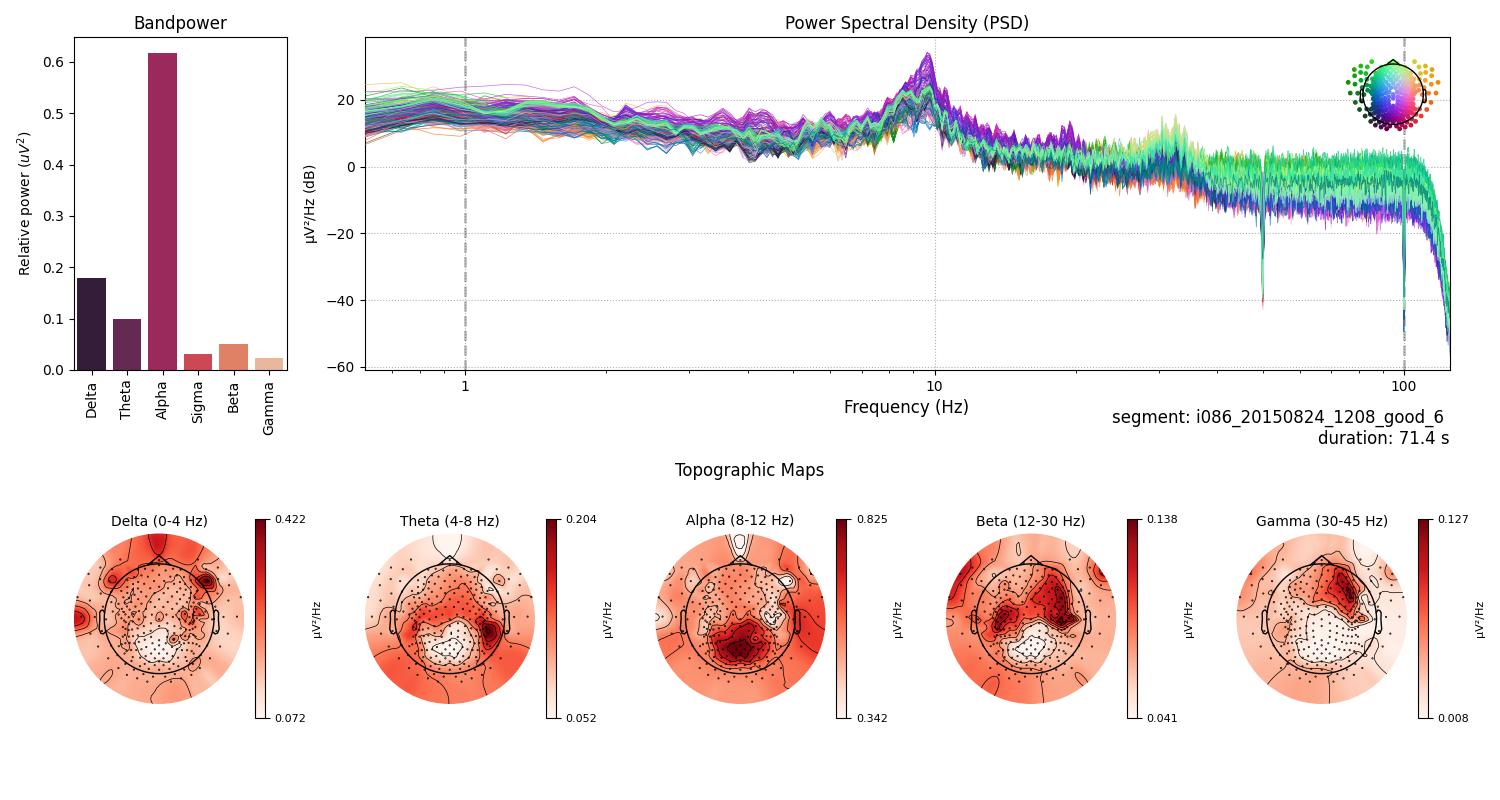 Bandpower
Power Spectral Density (PSD)
Relative power (uV²)
0.6
0.5
0.4
0.3
0.2
0.1
0.0
Delta
Theta
Alpha
Sigma
Beta
Gamma
µV²/Hz (dB)
20
0
−20
−40
−60
1
10
100
Frequency (Hz)
segment: i086_20150824_1208_good_6
duration: 71.4 s
Topographic Maps
Delta (0-4 Hz)
0.422
0.072
µV²/Hz
Theta (4-8 Hz)
0.204
0.052
µV²/Hz
Alpha (8-12 Hz)
0.825
0.342
µV²/Hz
Beta (12-30 Hz)
0.138
0.041
µV²/Hz
Gamma (30-45 Hz)
0.127
0.008
µV²/Hz